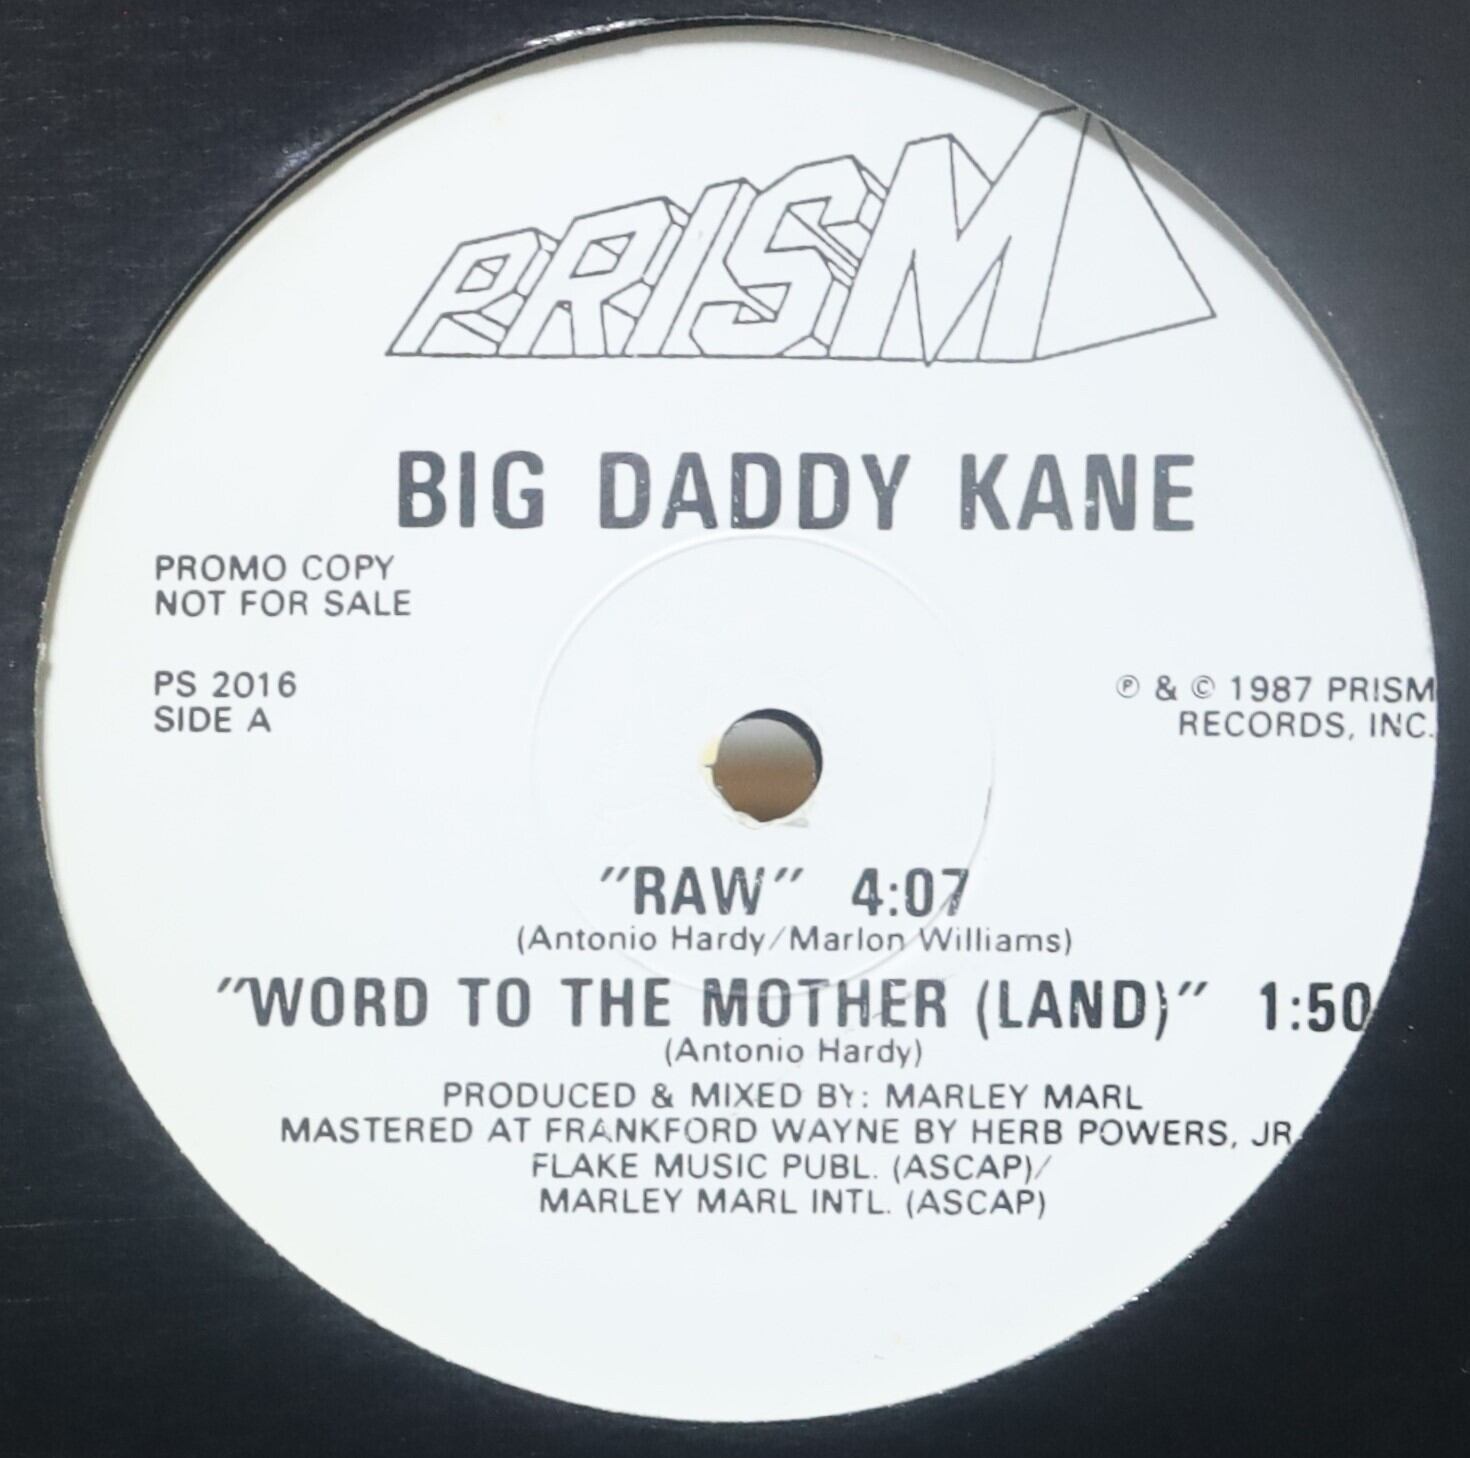 PRISM
BIG DADDY KANE
PROMO COPY
NOT FOR SALE
PS 2016
SIDE A
℗ & © 1987 PRISM
RECORDS, INC.
"RAW" 4:07
(Antonio Hardy/Marlon Williams)
"WORD TO THE MOTHER (LAND)" 1:50
(Antonio Hardy)
PRODUCED & MIXED BY: MARLEY MARL
MASTERED AT FRANKFORD WAYNE BY HERB POWERS, JR.
FLAKE MUSIC PUBL. (ASCAP)/
MARLEY MARL INTL. (ASCAP)